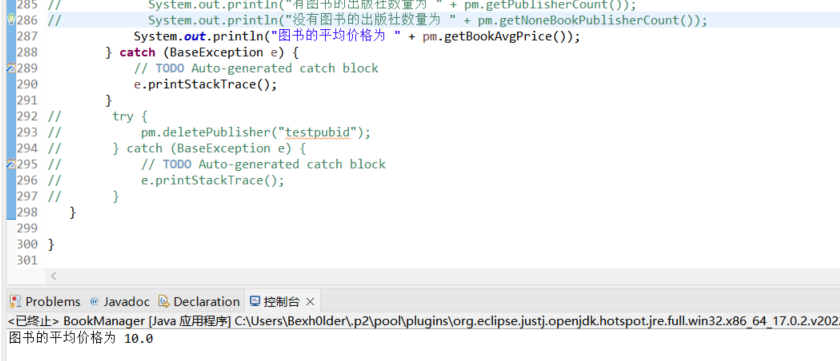 285 //            System.out.println("有图书的出版社数量为 " + pm.getPublisherCount());
286 //            System.out.println("没有图书的出版社数量为 " + pm.getNoneBookPublisherCount());
287            System.out.println("图书的平均价格为 " + pm.getBookAvgPrice());
288        } catch (BaseException e) {
289            // TODO Auto-generated catch block
290            e.printStackTrace();
291        }
292 //        try {
293 //            pm.deletePublisher("testpubid");
294 //        } catch (BaseException e) {
295 //            // TODO Auto-generated catch block
296 //            e.printStackTrace();
297 //        }
298    }
299
300 }
301
Problems @ Javadoc Declaration 控制台
<已终止> BookManager [Java 应用程序] C:\Users\Bexh0lder\.p2\pool\plugins\org.eclipse.justj.openjdk.hotspot.jre.full.win32.x86_64_17.0.2.v202
图书的平均价格为 10.0